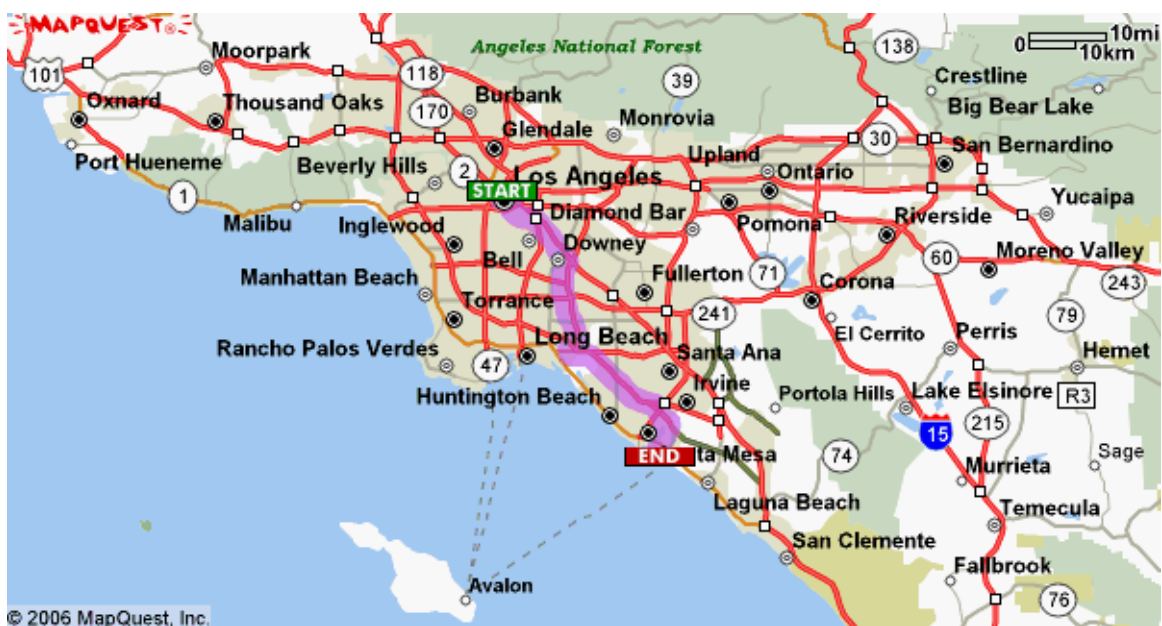 MAPQUEST
10mi
0
10km
138
Angeles National Forest
Moorpark
101
118
39
Crestline
Burbank
Big Bear Lake
Oxnard
Thousand Oaks
170
Glendale
Monrovia
30
San Bernardino
Port Hueneme
Beverly Hills
2
Upland
Ontario
START
Los Angeles
1
Yucaipa
Malibu
Inglewood
Diamond Bar
Pomona
Riverside
Downey
Moreno Valley
Bell
60
Manhattan Beach
Fullerton
71
Corona
243
Torrance
241
79
El Cerrito
Perris
Long Beach
Rancho Palos Verdes
Santa Ana
Hemet
47
Irvine
Huntington Beach
Portola Hills
Lake Elsinore
R3
215
15
END
ta Mesa
74
Sage
Murrieta
Laguna Beach
Temecula
San Clemente
Avalon
Fallbrook
76
© 2006 MapQuest, Inc.